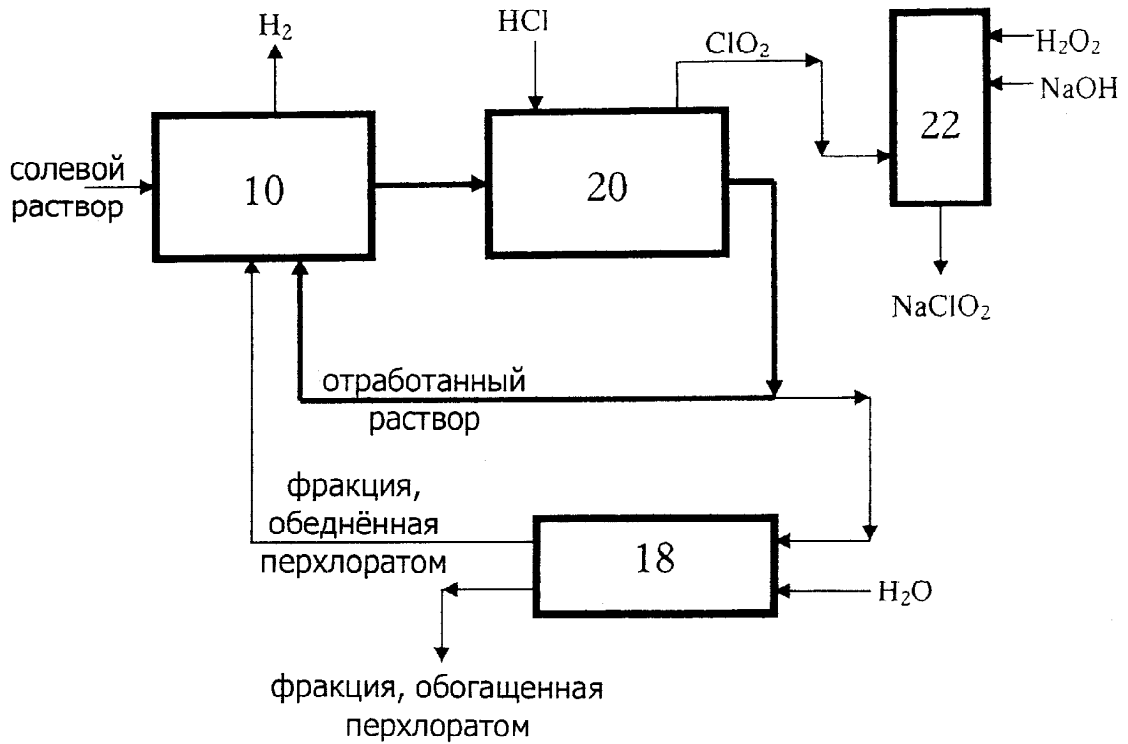 H₂
HCl
ClO₂
H₂O₂
NaOH
22
солевой
раствор
10
20
NaClO₂
отработанный
раствор
фракция,
обеднённая
перхлоратом
18
H₂O
фракция, обогащенная
перхлоратом